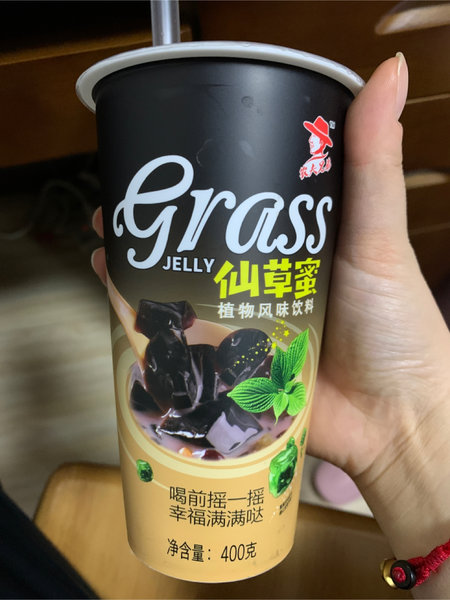 Grass
JELLY
仙草蜜
植物风味饮料
喝前摇一摇
幸福满满哒
净含量: 400克